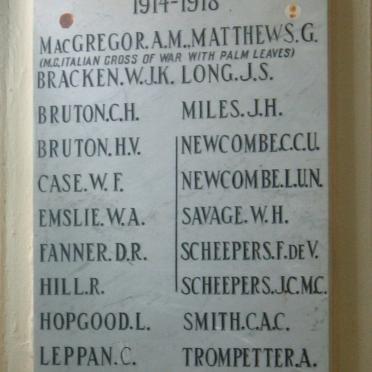 1914-1918
MACGREGOR.A.M. MATTHEWS.G.
(M.C, ITALIAN CROSS OF WAR WITH PALM LEAVES)
BRACKEN.W.J.K. LONG.J.S.
BRUTON.C.H. MILES.J.H.
BRUTON.H.V. NEWCOMBE.C.C.U.
CASE.W.F. NEWCOMBE.L.U.N.
EMSLIE.W.A. SAVAGE.W.H.
FANNER.D.R. SCHEEPERS.F.DE V.
HILL.R. SCHEEPERS.J.C.M.C.
HOPGOOD.L. SMITH.C.A.C.
LEPPAN.C. TROMPETTER.A.